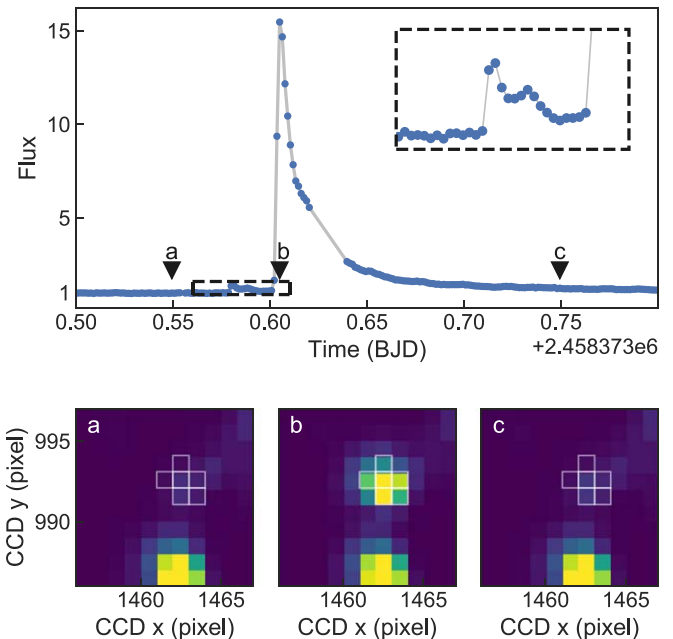 15
10
5
1
Flux
a
b
c
0.50 0.55 0.60 0.65 0.70 0.75
Time (BJD)
+2.458373e6
a
b
c
995
990
CCD y (pixel)
1460 1465
1460 1465
1460 1465
CCD x (pixel)
CCD x (pixel)
CCD x (pixel)